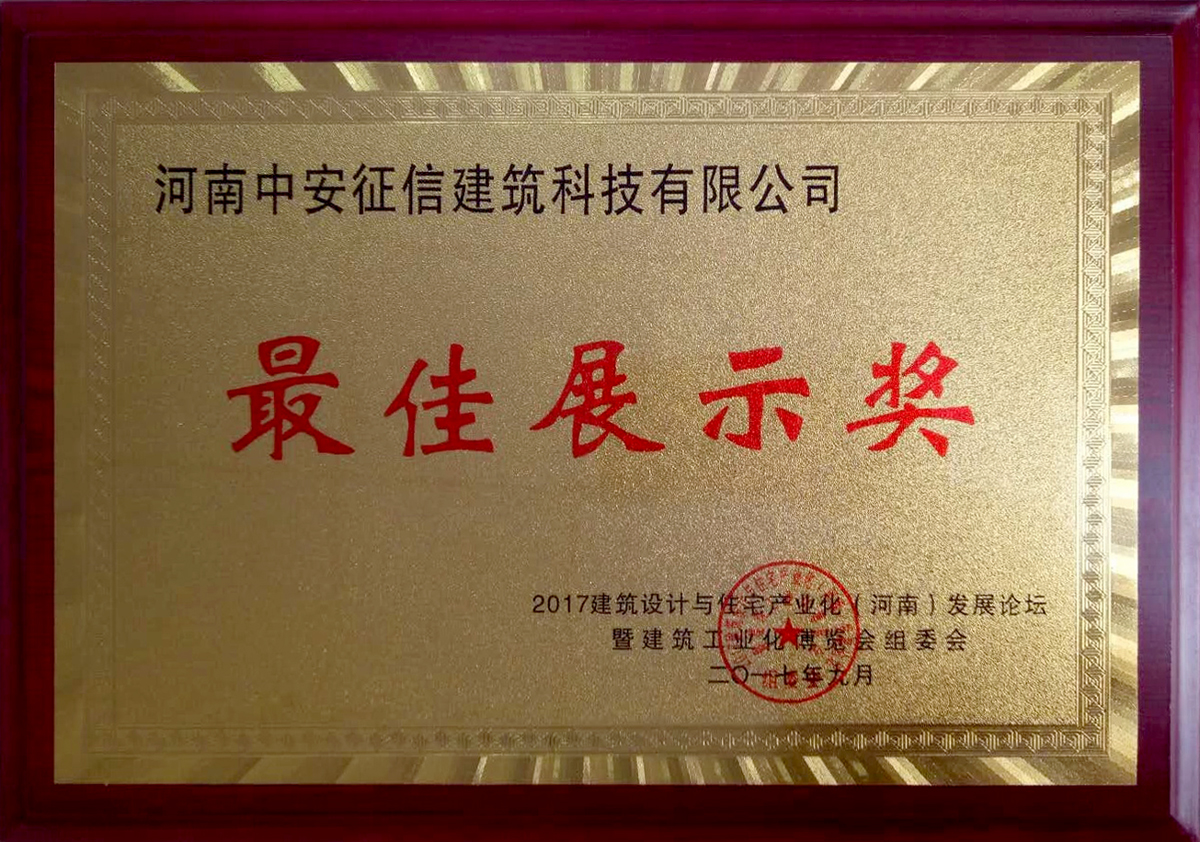 河南中安征信建筑科技有限公司
最佳展示奖
2017建筑设计与住宅产业化（河南）发展论坛
暨建筑工业化博览会组委会
二〇一七年九月
组委会